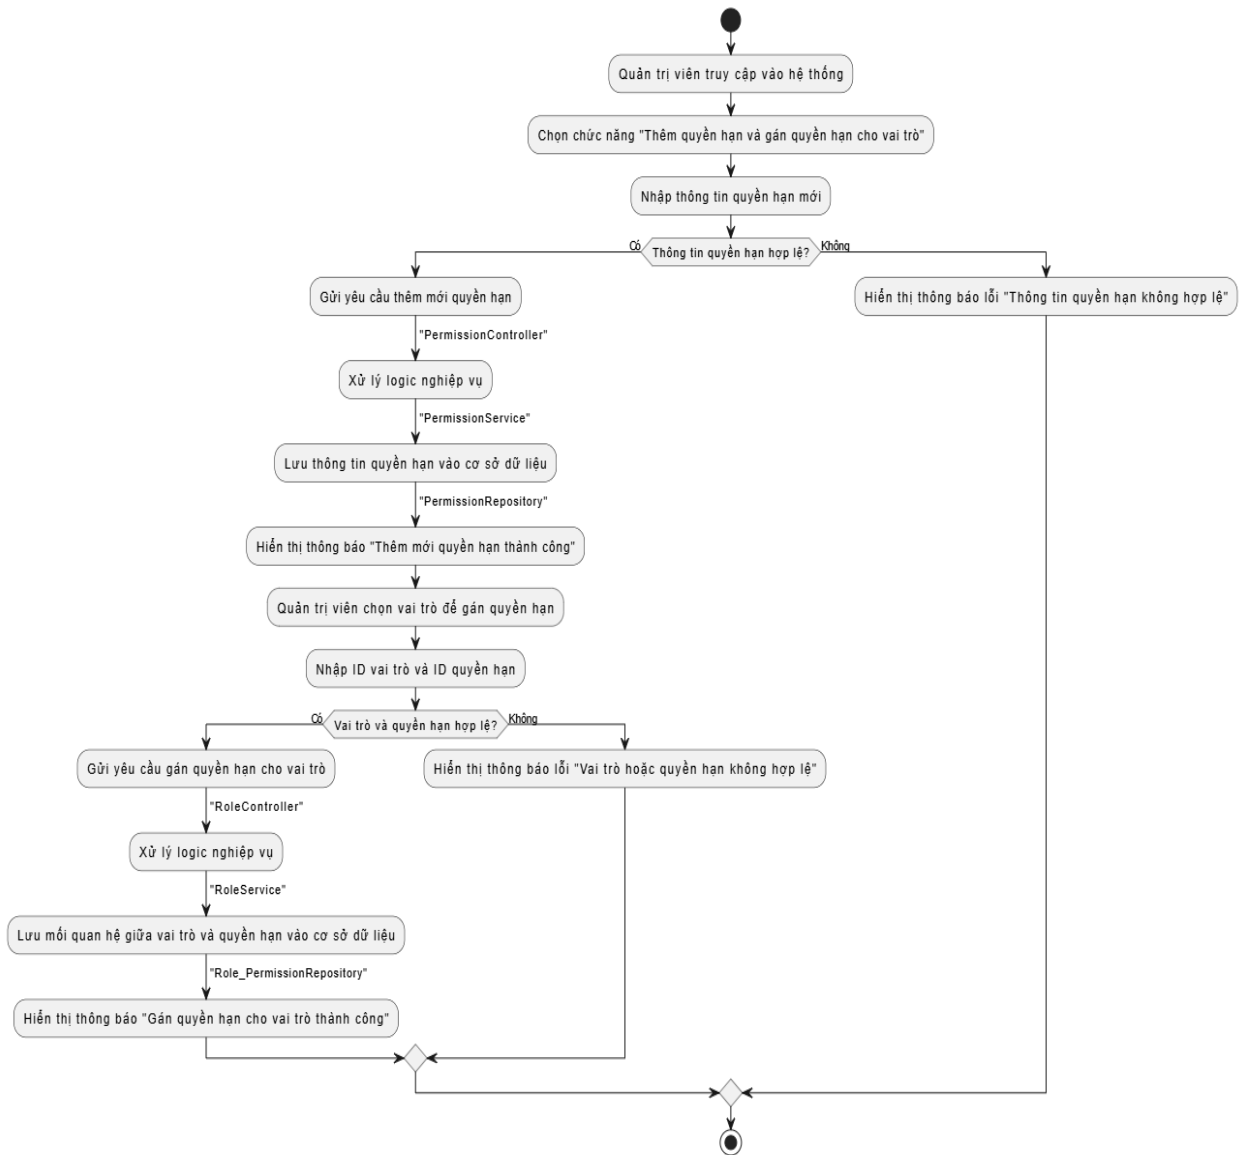 Quản trị viên truy cập vào hệ thống
Chọn chức năng "Thêm quyền hạn và gán quyền hạn cho vai trò"
Nhập thông tin quyền hạn mới
Có
Thông tin quyền hạn hợp lệ?
Không
Gửi yêu cầu thêm mới quyền hạn
Hiển thị thông báo lỗi "Thông tin quyền hạn không hợp lệ"
"PermissionController"
Xử lý logic nghiệp vụ
"PermissionService"
Lưu thông tin quyền hạn vào cơ sở dữ liệu
"PermissionRepository"
Hiển thị thông báo "Thêm mới quyền hạn thành công"
Quản trị viên chọn vai trò để gán quyền hạn
Nhập ID vai trò và ID quyền hạn
Có
Vai trò và quyền hạn hợp lệ?
Không
Gửi yêu cầu gán quyền hạn cho vai trò
Hiển thị thông báo lỗi "Vai trò hoặc quyền hạn không hợp lệ"
"RoleController"
Xử lý logic nghiệp vụ
"RoleService"
Lưu mối quan hệ giữa vai trò và quyền hạn vào cơ sở dữ liệu
"Role_PermissionRepository"
Hiển thị thông báo "Gán quyền hạn cho vai trò thành công"